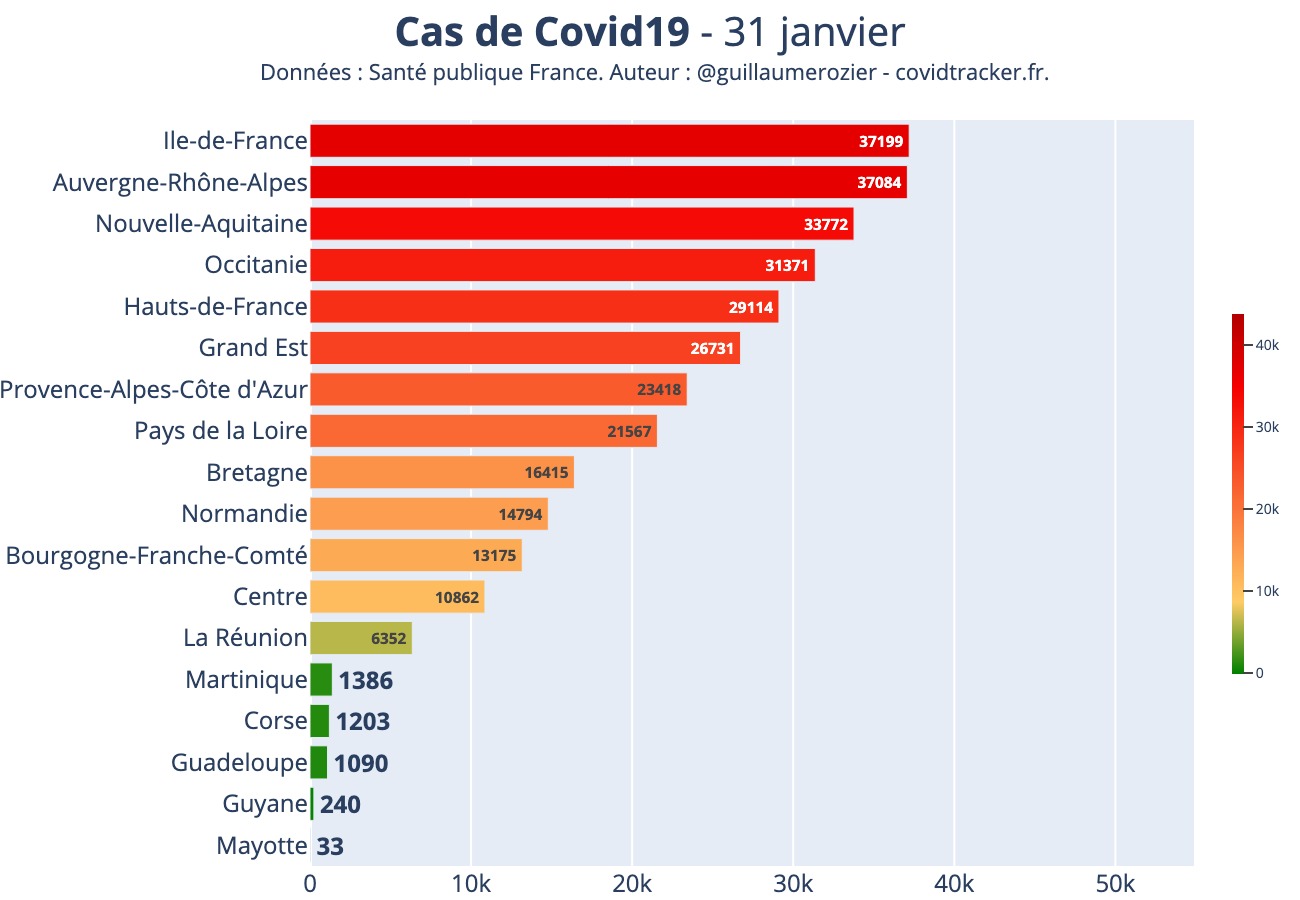 Cas de Covid19 - 31 janvier
Données : Santé publique France. Auteur : @guillaumerozier - covidtracker.fr.
Ile-de-France 37199
Auvergne-Rhône-Alpes 37084
Nouvelle-Aquitaine 33772
Occitanie 31371
Hauts-de-France 29114
Grand Est 26731
Provence-Alpes-Côte d'Azur 23418
Pays de la Loire 21567
Bretagne 16415
Normandie 14794
Bourgogne-Franche-Comté 13175
Centre 10862
La Réunion 6352
Martinique 1386
Corse 1203
Guadeloupe 1090
Guyane 240
Mayotte 33
0 10k 20k 30k 40k 50k
40k
30k
20k
10k
0